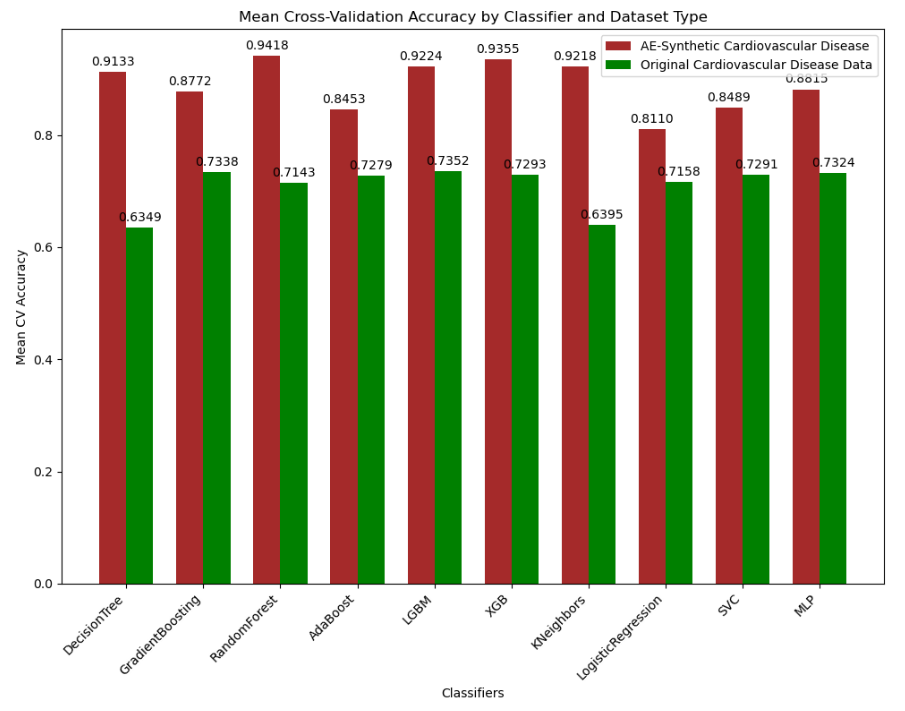 Mean Cross-Validation Accuracy by Classifier and Dataset Type
AE-Synthetic Cardiovascular Disease
Original Cardiovascular Disease Data
0.9133
0.8772
0.9418
0.8453
0.9224
0.9355
0.9218
0.8110
0.8489
0.8815
0.6349
0.7338
0.7143
0.7279
0.7352
0.7293
0.6395
0.7158
0.7291
0.7324
Mean CV Accuracy
0.8
0.6
0.4
0.2
0.0
DecisionTree
GradientBoosting
RandomForest
AdaBoost
LGBM
XGB
KNeighbors
LogisticRegression
SVC
MLP
Classifiers